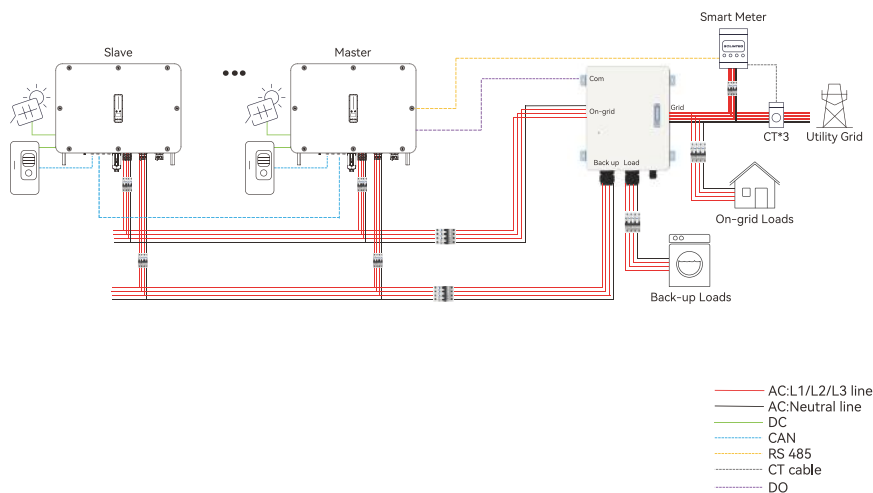 Smart Meter
SOLINTEG
Slave
Master
Com
On-grid
Grid
CT*3
Utility Grid
Back up
Load
On-grid Loads
Back-up Loads
AC:L1/L2/L3 line
AC:Neutral line
DC
CAN
RS 485
CT cable
DO